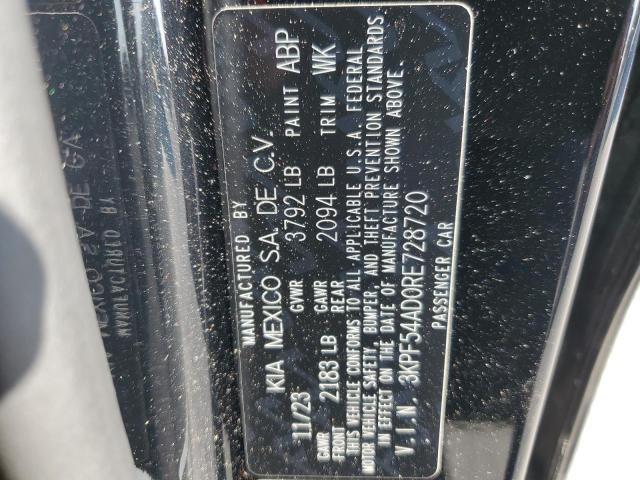 MANUFACTURED BY
KIA MEXICO S.A. DE C.V.
11/23 GVWR 3792 LB PAINT ABP
GAWR FRONT 2183 LB GAWR REAR 2094 LB TRIM WK
THIS VEHICLE CONFORMS TO ALL APPLICABLE U.S.A. FEDERAL
MOTOR VEHICLE SAFETY, BUMPER, AND THEFT PREVENTION STANDARDS
IN EFFECT ON THE DATE OF MANUFACTURE SHOWN ABOVE.
V.I.N. 3KPF54AD0RE728720
PASSENGER CAR